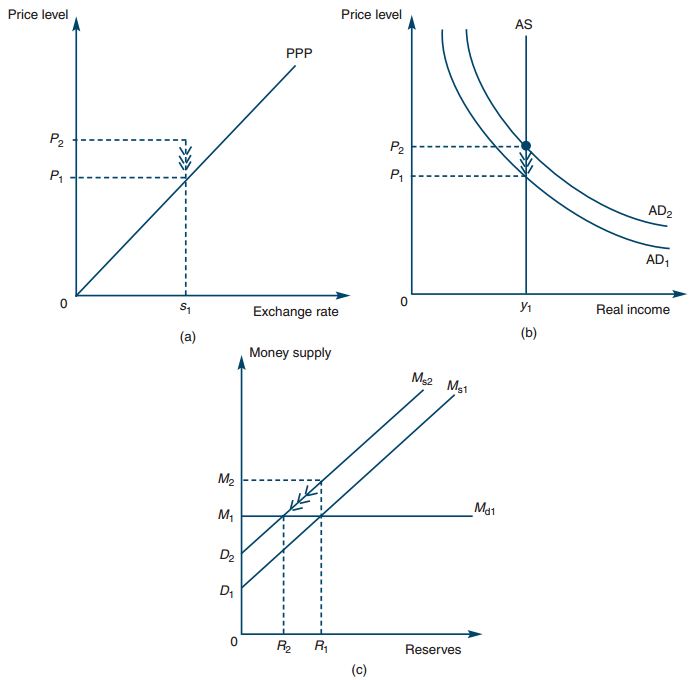 Price level
PPP
P2
P1
0
s1
Exchange rate
(a)
Price level
AS
P2
P1
AD2
AD1
0
y1
Real income
(b)
Money supply
Ms2
Ms1
M2
M1
Md1
D2
D1
0
R2
R1
Reserves
(c)